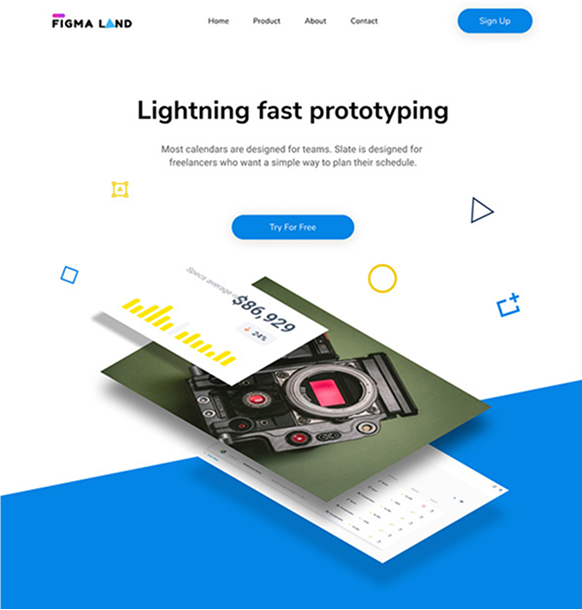 FIGMA LAND
Home
Product
About
Contact
Sign Up
Lightning fast prototyping
Most calendars are designed for teams. Slate is designed for
freelancers who want a simple way to plan their schedule.
A
Try For Free
Specs average
$86,929
24%